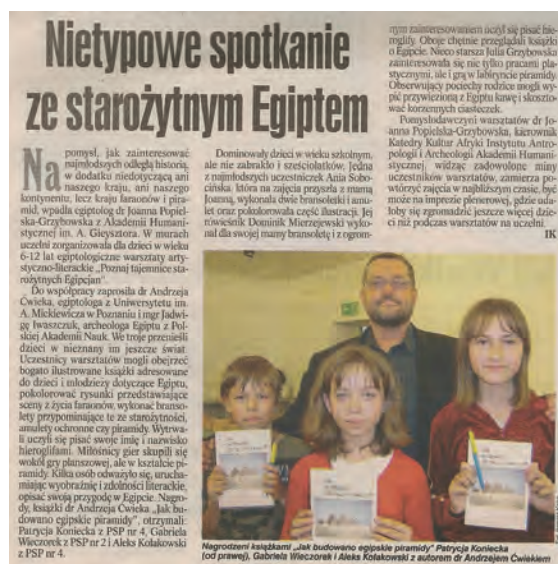 Nietypowe spotkanie
ze starożytnym Egiptem
Na pomysł, jak zainteresować
najmłodszych odległą historią,
w dodatku niedotyczącą ani
naszego kraju, ani naszego
kontynentu, lecz kraju faraonów i pira-
mid, wpadła egiptolog dr Joanna Popiel-
ska-Grzybowska z Akademii Humani-
stycznej im. A. Gieysztora. W murach
uczelni zorganizowała dla dzieci w wieku
6-12 lat egiptologiczne warsztaty arty-
styczno-literackie „Poznaj tajemnice sta-
rożytnych Egipcjan".
Do współpracy zaprosiła dr Andrzeja
Ćwieka, egiptologa z Uniwersytetu im.
A. Mickiewicza w Poznaniu i mgr Jadwi-
gę Iwaszczuk, archeologa Egiptu z Pol-
skiej Akademii Nauk. We troje przenieśli
dzieci w nieznany im jeszcze świat.
Uczestnicy warsztatów mogli obejrzeć
bogato ilustrowane książki adresowane
do dzieci i młodzieży dotyczące Egiptu,
pokolorować rysunki przedstawiające
sceny z życia faraonów, wykonać branso-
lety przypominające te ze starożytności,
amulety ochronne czy piramidy. Wytrwa-
li uczyli się pisać swoje imię i nazwisko
hieroglifami. Miłośnicy gier skupili się
wokół gry planszowej, ale w kształcie pi-
ramidy. Kilka osób odważyło się, urucha-
miając wyobraźnię i zdolności literackie,
opisać swoją przygodę w Egipcie. Nagro-
dy, książki dr Andrzeja Ćwieka „Jak bu-
dowano egipskie piramidy", otrzymali:
Patrycja Koniecka z PSP nr 4, Gabriela
Wieczorek z PSP nr 2 i Aleks Kołakowski
z PSP nr 4.
Dominowały dzieci w wieku szkolnym,
ale nie zabrakło i sześciolatków. Jedna
z najmłodszych uczestniczek Ania Sobo-
cińska, która na zajęcia przyszła z mamą
Joanną, wykonała dwie bransoletki i amu-
let oraz pokolorowała część ilustracji. Jej
rówieśnik Dominik Mierzejewski wyko-
nał dla swojej mamy bransoletę i z ogrom-
nym zainteresowaniem uczył się pisać hie-
roglify. Oboje chętnie przeglądali książki
o Egipcie. Nieco starsza Julia Grzybowska
zainteresowała się nie tylko pracami pla-
stycznymi, ale i grą w labiryncie piramidy.
Obserwujący pociechy rodzice mogli wy-
pić przywiezioną z Egiptu kawę i skoszto-
wać korzennych ciasteczek.
Pomysłodawczyni warsztatów dr Jo-
anna Popielska-Grzybowska, kierownik
Katedry Kultur Afryki Instytutu Antro-
pologii i Archeologii Akademii Humani-
stycznej, widząc zadowolone miny
uczestników warsztatów, zamierza po-
wtórzyć zajęcia w najbliższym czasie, być
może na imprezie plenerowej, gdzie uda-
łoby się zgromadzić jeszcze więcej dzie-
ci niż podczas warsztatów na uczelni.
IK
Nagrodzeni książkami „Jak budowano egipskie piramidy" Patrycja Koniecka
(od prawej), Gabriela Wieczorek i Aleks Kołakowski z autorem dr Andrzejem Ćwiekiem